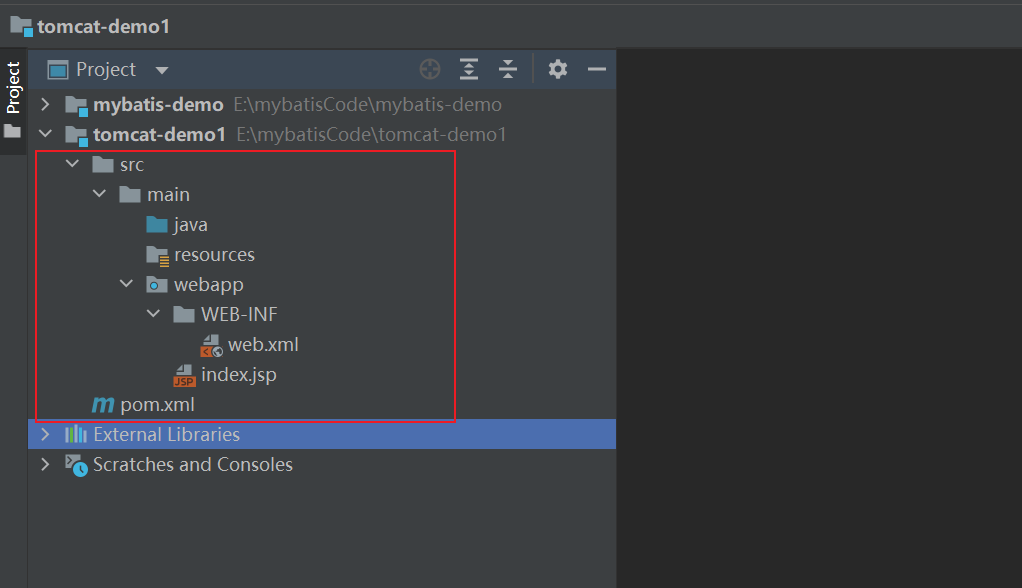 tomcat-demo1
Project
Project
mybatis-demo E:\mybatisCode\mybatis-demo
tomcat-demo1 E:\mybatisCode\tomcat-demo1
src
main
java
resources
webapp
WEB-INF
web.xml
JSP index.jsp
m pom.xml
External Libraries
Scratches and Consoles